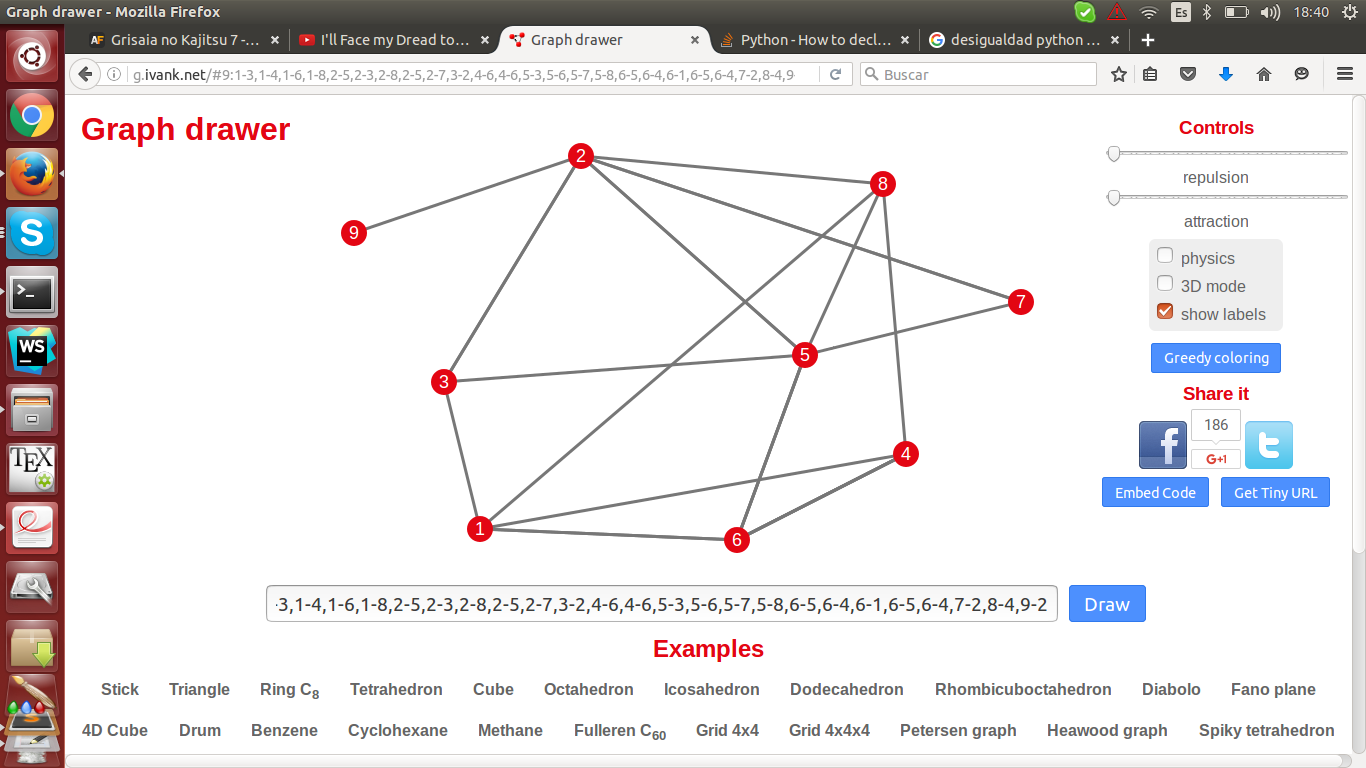 Graph drawer - Mozilla Firefox
Es
18:40
Grisaia no Kajitsu 7 -...
I'll Face my Dread to...
Graph drawer
Python - How to decl...
desigualdad python ...
g.ivank.net/#9:1-3,1-4,1-6,1-8,2-5,2-3,2-8,2-5,2-7,3-2,4-6,4-6,5-3,5-6,5-7,5-8,6-5,6-4,6-1,6-5,6-4,7-2,8-4,9-
Buscar
Graph drawer
2
8
9
7
5
3
4
1
6
Controls
repulsion
attraction
physics
3D mode
show labels
Greedy coloring
Share it
186
f
G+1
t
Embed Code
Get Tiny URL
-3,1-4,1-6,1-8,2-5,2-3,2-8,2-5,2-7,3-2,4-6,4-6,5-3,5-6,5-7,5-8,6-5,6-4,6-1,6-5,6-4,7-2,8-4,9-2
Draw
Examples
Stick Triangle Ring C8 Tetrahedron Cube Octahedron Icosahedron Dodecahedron Rhombicuboctahedron Diabolo Fano plane
4D Cube Drum Benzene Cyclohexane Methane Fulleren C60 Grid 4x4 Grid 4x4x4 Petersen graph Heawood graph Spiky tetrahedron
S
>_
WS
TEX